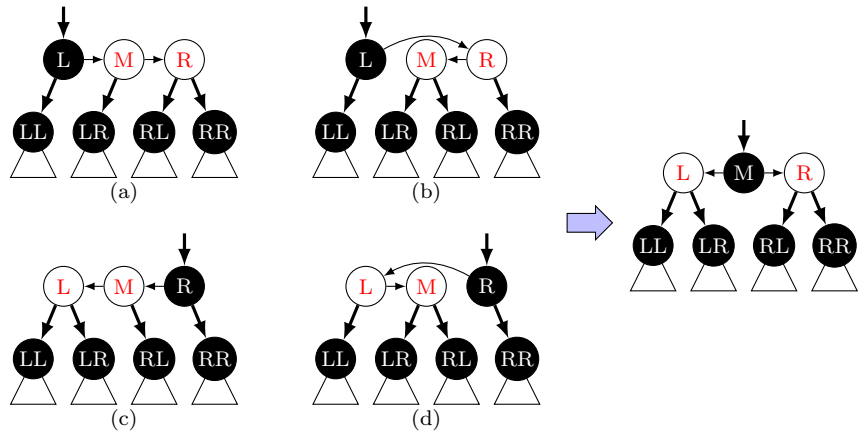 L M R
LL LR RL RR
(a)
L M R
LL LR RL RR
(b)
L M R
LL LR RL RR
(c)
L M R
LL LR RL RR
(d)
L M R
LL LR RL RR